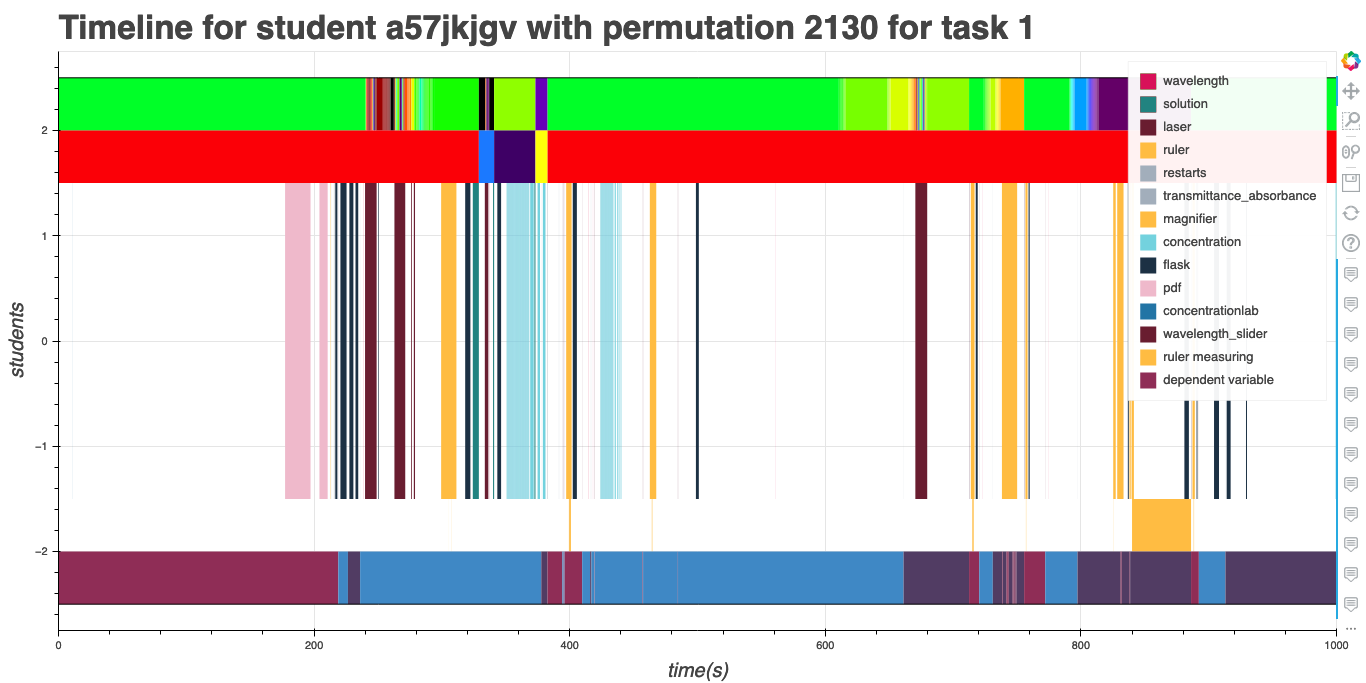 Timeline for student a57jkjgv with permutation 2130 for task 1
wavelength
solution
laser
ruler
restarts
transmittance_absorbance
magnifier
concentration
flask
pdf
concentrationlab
wavelength_slider
ruler measuring
dependent variable
students
2
1
0
−1
−2
0 200 400 600 800 1000
time(s)